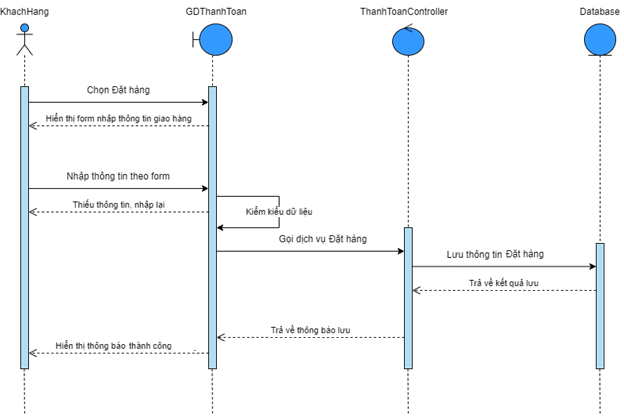 KhachHang
GDThanhToan
ThanhToanController
Database
Chọn Đặt hàng
Hiển thị form nhập thông tin giao hàng
Nhập thông tin theo form
Thiếu thông tin, nhập lại
Kiểm kiểu dữ liệu
Gọi dịch vụ Đặt hàng
Lưu thông tin Đặt hàng
Trả về kết quả lưu
Trả về thông báo lưu
Hiển thị thông báo thành công